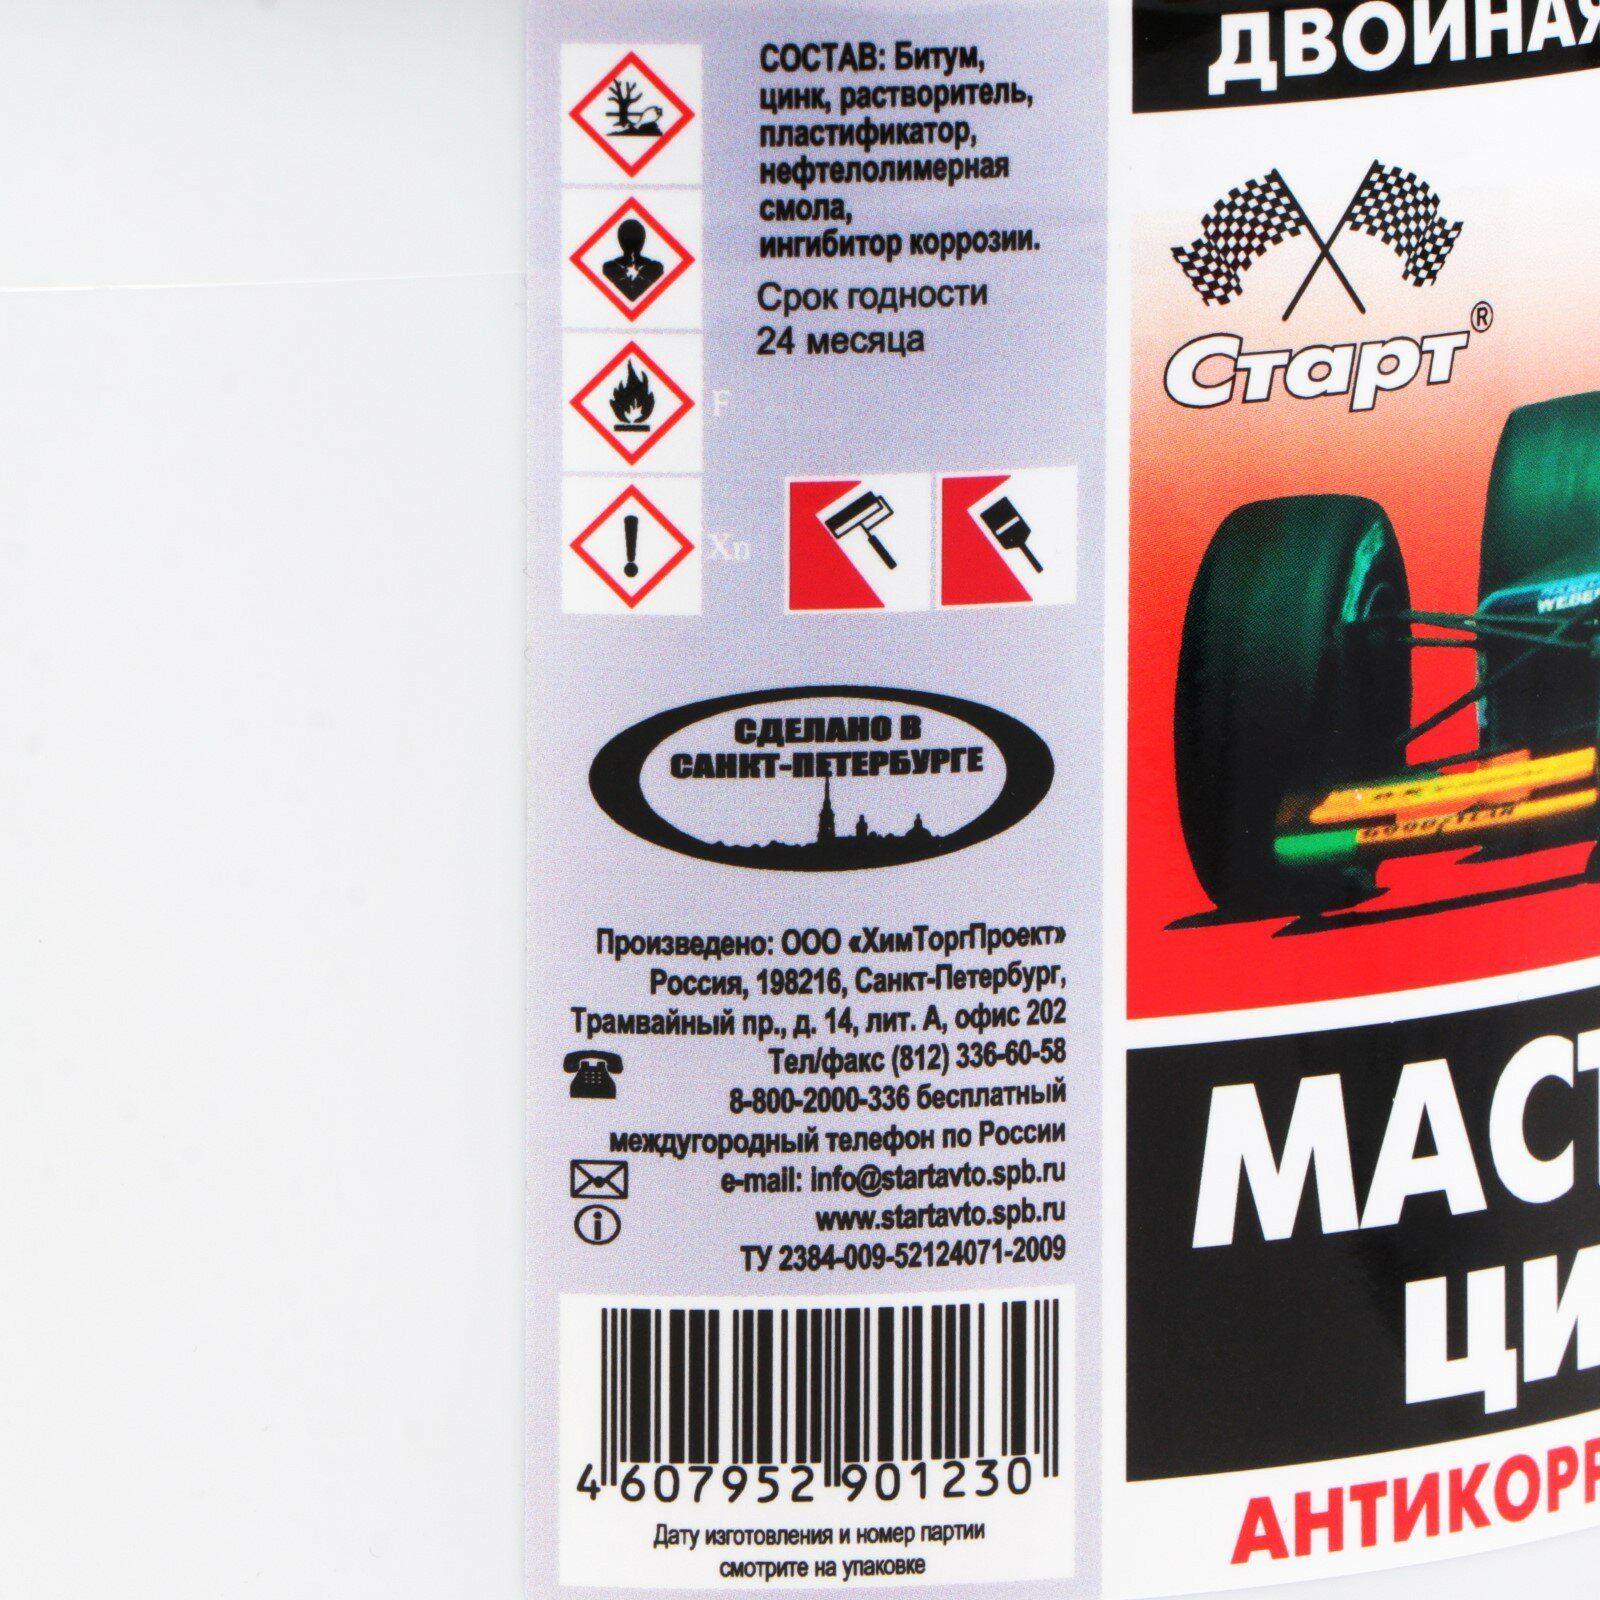 СОСТАВ: Битум,
цинк, растворитель,
пластификатор,
нефтелолимерная
смола,
ингибитор коррозии.
Срок годности
24 месяца
F
Xn
СДЕЛАНО В
САНКТ-ПЕТЕРБУРГЕ
Произведено: ООО «ХимТоргПроект»
Россия, 198216, Санкт-Петербург,
Трамвайный пр., д. 14, лит. А, офис 202
Тел/факс (812) 336-60-58
8-800-2000-336 бесплатный
междугородный телефон по России
e-mail: info@startavto.spb.ru
www.startavto.spb.ru
ТУ 2384-009-52124071-2009
4 607952 901230
Дату изготовления и номер партии
смотрите на упаковке
ДВОЙНАЯ
Старт®
GOODYEAR
МАСТ
ЦИ
АНТИКОРР